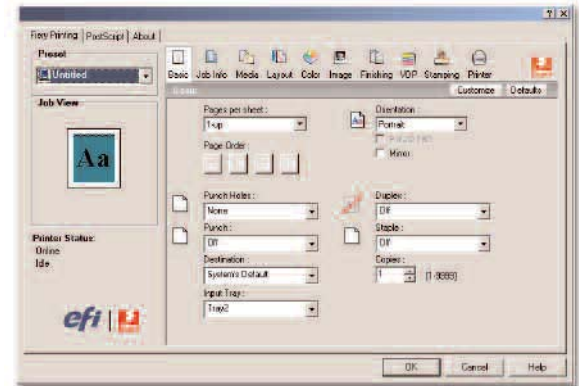 Fiery Printing PostScript About
Preset
Untitled
Basic Job Info Media Layout Color Image Finishing VDP Stamping Printer
Basic
Customize Defaults
Job View
Aa
Pages per sheet :
1-up
Page Order :
Orientation :
Portrait
Mirror
Punch Holes :
None
Duplex :
Off
Punch :
Off
Staple :
Off
Destination :
System's Default
Copies :
1 (1-9999)
Input Tray :
Tray2
Printer Status:
Online
Idle
efi
OK Cancel Help